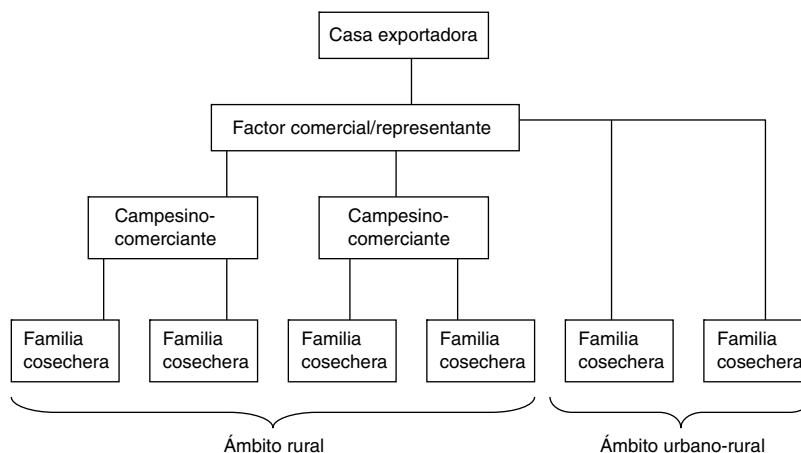 Casa exportadora
Factor comercial/representante
Campesino-
comerciante
Campesino-
comerciante
Familia
cosechera
Familia
cosechera
Familia
cosechera
Familia
cosechera
Familia
cosechera
Familia
cosechera
Ámbito rural
Ámbito urbano-rural